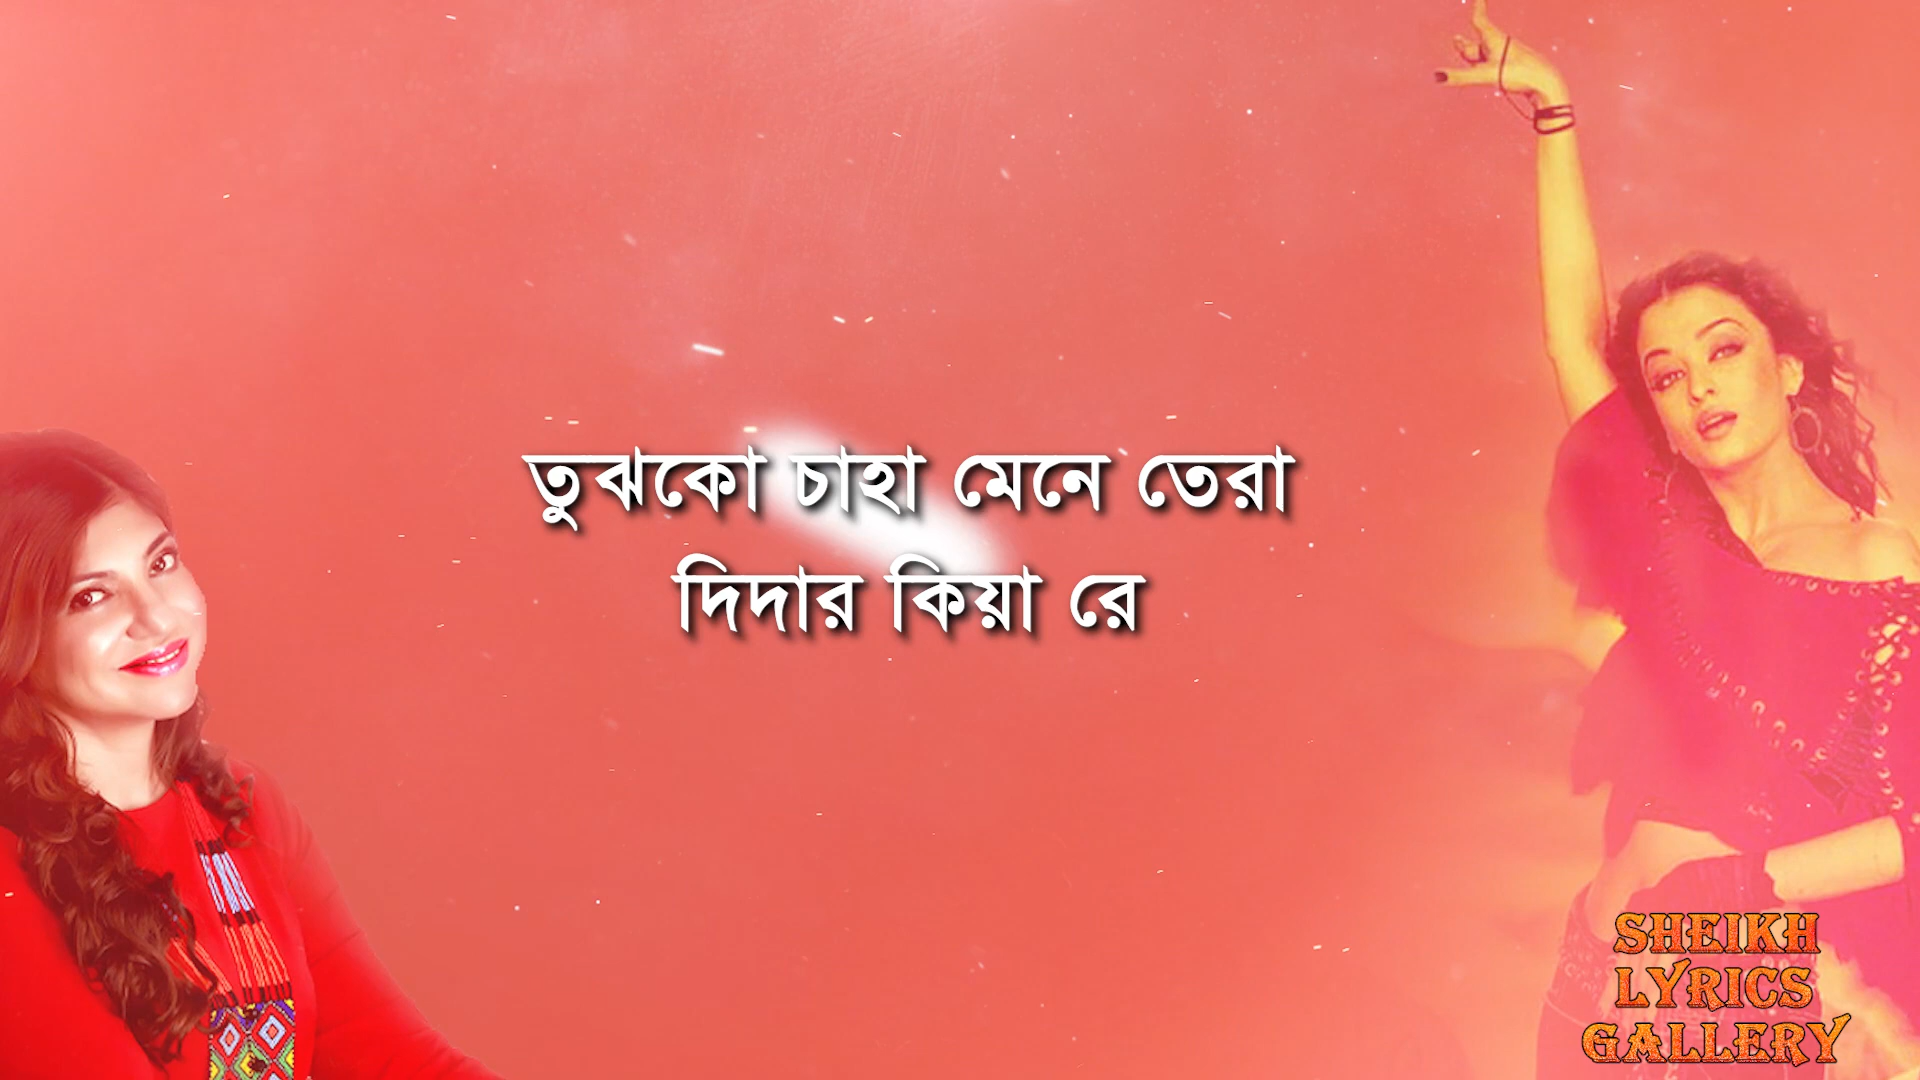 তুঝকো চাহা মেনে তেরা
দিদার কিয়া রে
SHEIKH
LYRICS
GALLERY